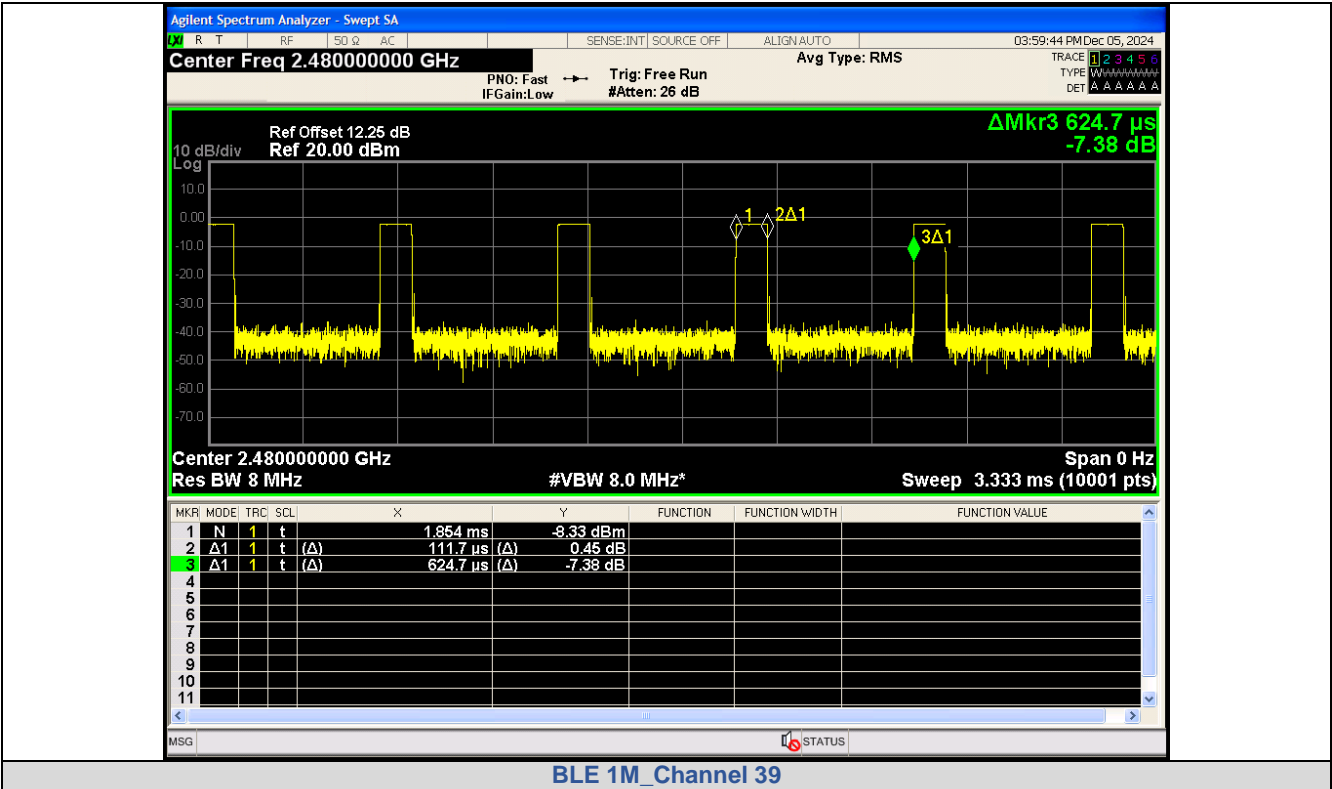 Agilent Spectrum Analyzer - Swept SA
LXI R T RF 50 Ω AC SENSE:INT SOURCE OFF ALIGNAUTO 03:59:44 PM Dec 05, 2024
Center Freq 2.480000000 GHz Avg Type: RMS TRACE 1 2 3 4 5 6
PNO: Fast Trig: Free Run TYPE WWWWWW
IFGain:Low #Atten: 26 dB DET A A A A A A
ΔMkr3 624.7 µs
Ref Offset 12.25 dB
10 dB/div Ref 20.00 dBm -7.38 dB
Log
10.0
0.00
-10.0
-20.0
-30.0
-40.0
-50.0
-60.0
-70.0
1 2Δ1
3Δ1
Center 2.480000000 GHz Span 0 Hz
Res BW 8 MHz #VBW 8.0 MHz* Sweep 3.333 ms (10001 pts)
MKR MODE TRC SCL X Y FUNCTION FUNCTION WIDTH FUNCTION VALUE
1 N 1 t 1.854 ms -8.33 dBm
2 Δ1 1 t (Δ) 111.7 µs (Δ) 0.45 dB
3 Δ1 1 t (Δ) 624.7 µs (Δ) -7.38 dB
4
5
6
7
8
9
10
11
MSG STATUS
BLE 1M_Channel 39